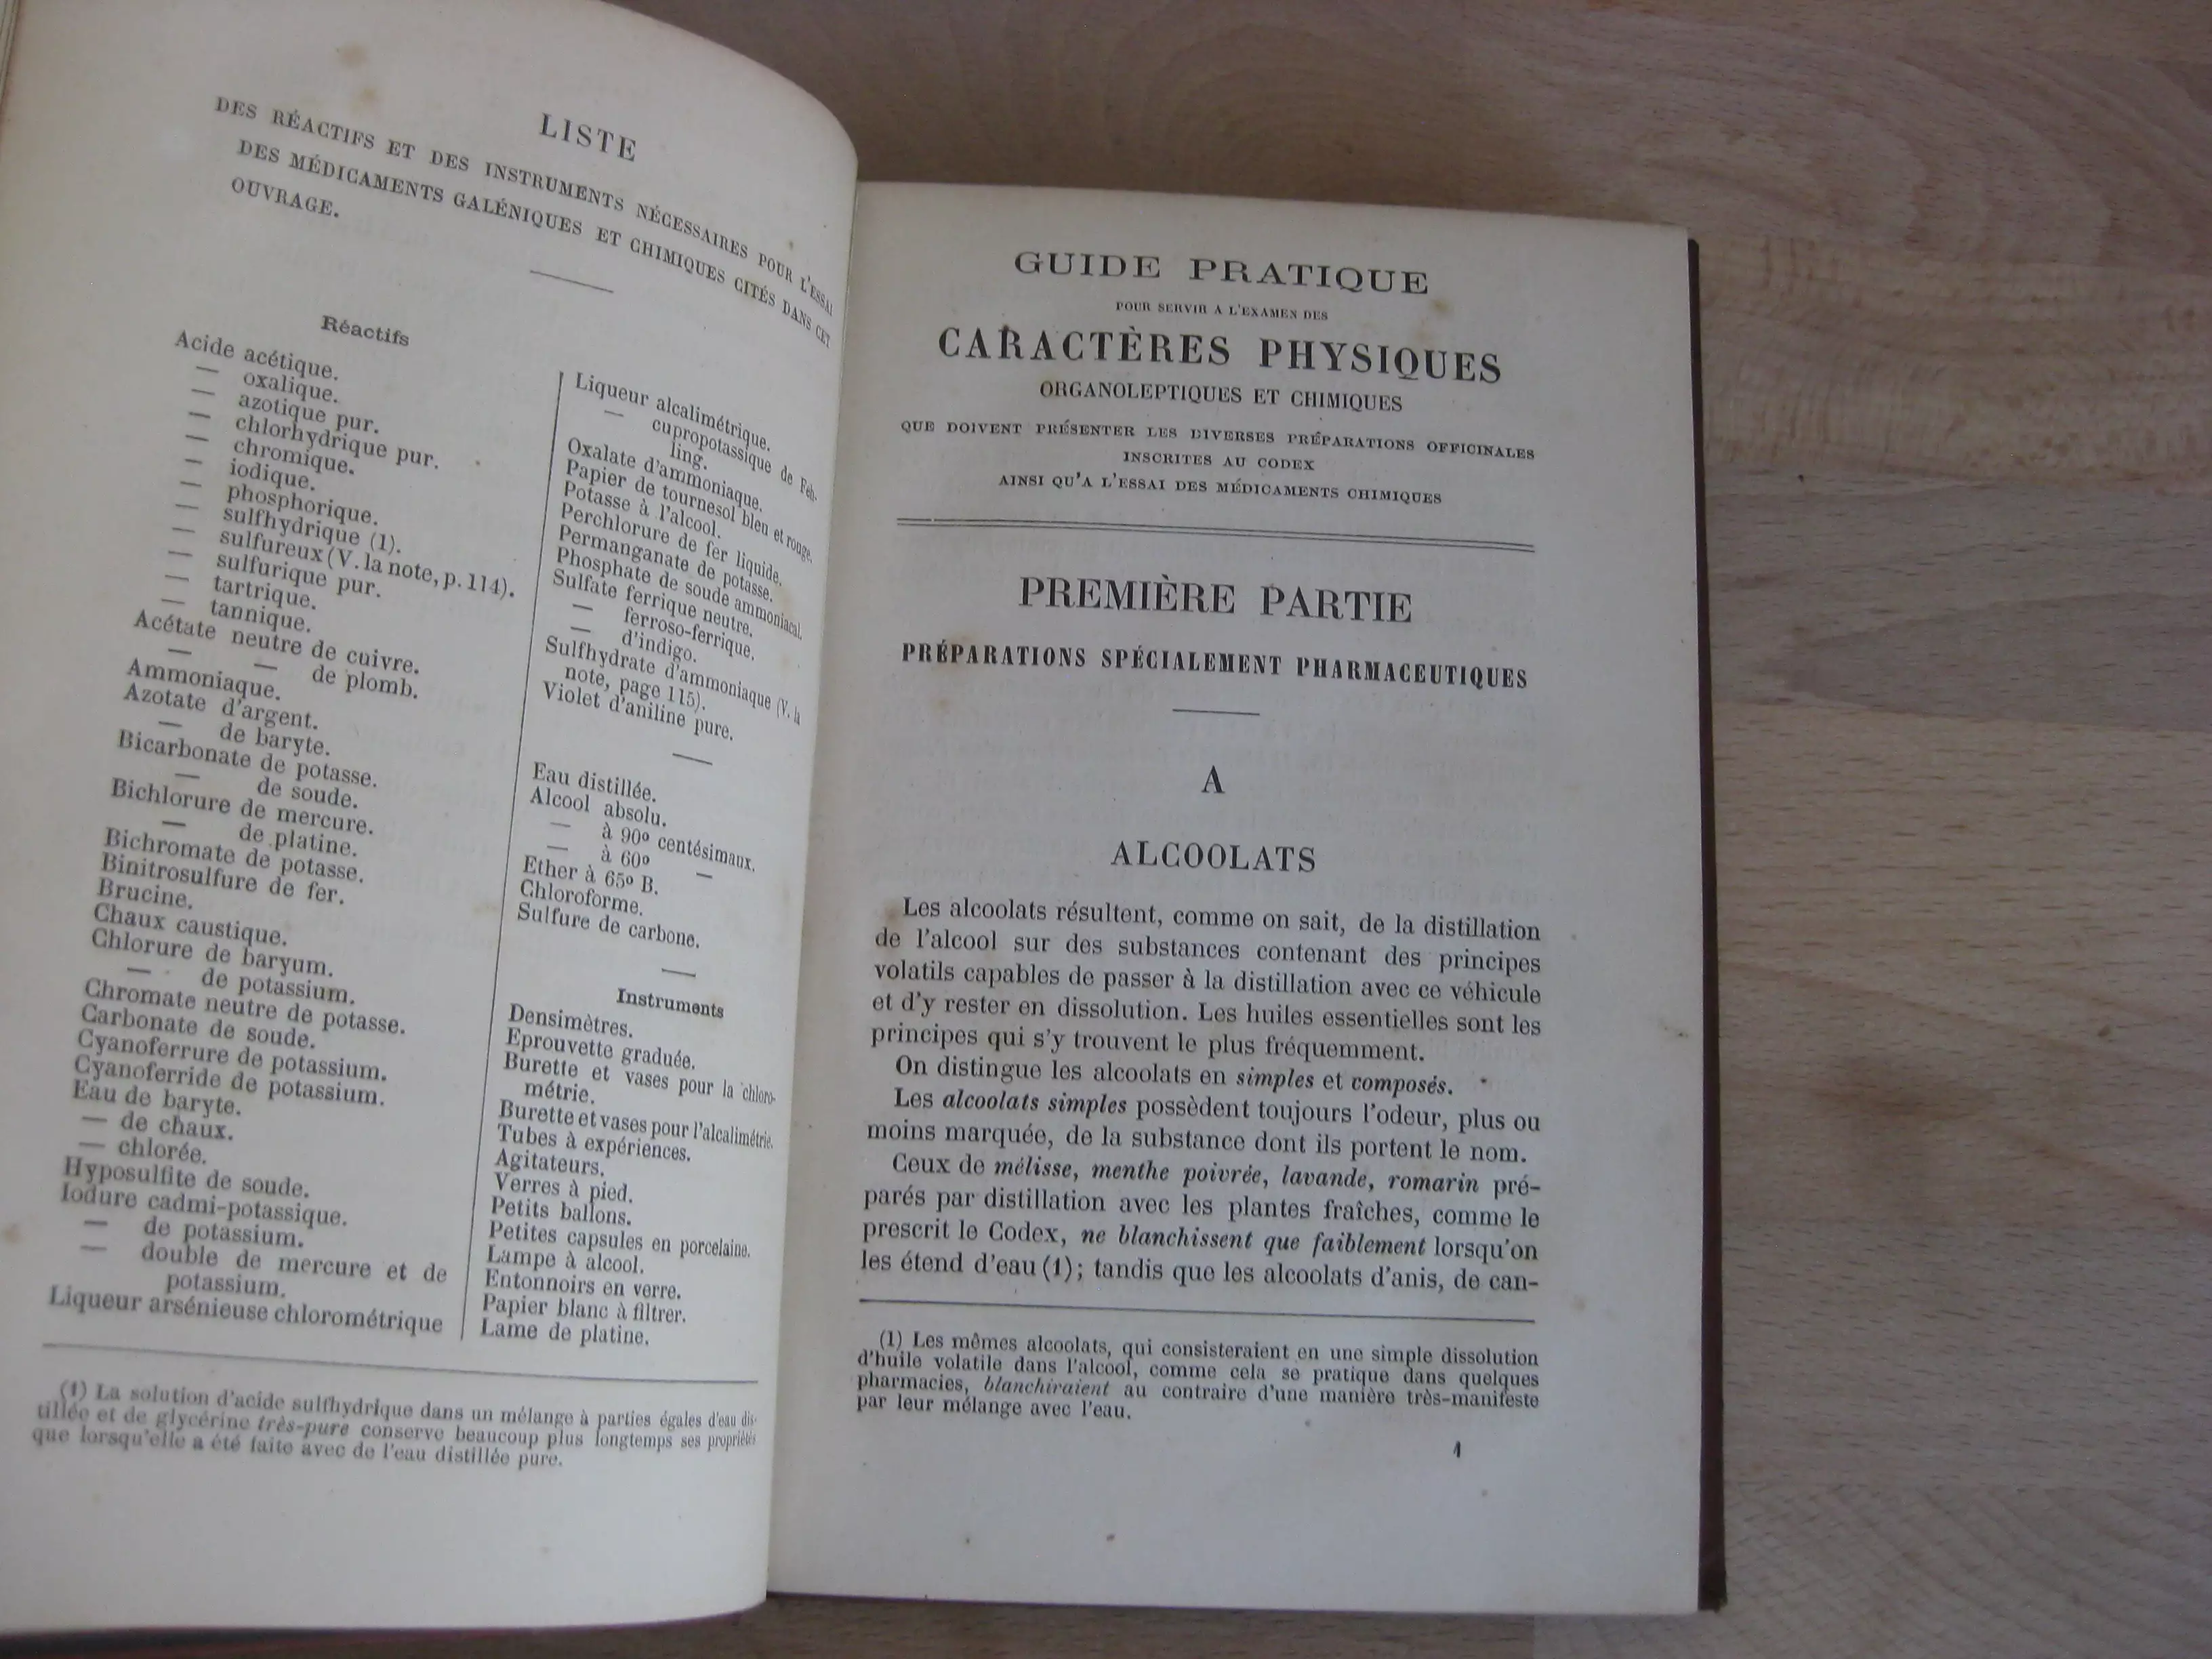 LISTE
DES RÉACTIFS ET DES INSTRUMENTS NÉCESSAIRES POUR L'ESSAI
DES MÉDICAMENTS GALÉNIQUES ET CHIMIQUES CITÉS DANS CET
OUVRAGE.
Réactifs
Acide acétique.
— oxalique.
— azotique pur.
— chlorhydrique pur.
— chromique.
— iodique.
— phosphorique.
— sulfhydrique (1).
— sulfureux (V. la note, p. 114).
— sulfurique pur.
— tartrique.
— tannique.
Acétate neutre de cuivre.
— — de plomb.
Ammoniaque.
Azotate d'argent.
— de baryte.
Bicarbonate de potasse.
— de soude.
Bichlorure de mercure.
— de platine.
Bichromate de potasse.
Binitrosulfure de fer.
Brucine.
Chaux caustique.
Chlorure de baryum.
— de potassium.
Chromate neutre de potasse.
Carbonate de soude.
Cyanoferrure de potassium.
Cyanoferride de potassium.
Eau de baryte.
— de chaux.
— chlorée.
Hyposulfite de soude.
Iodure cadmi-potassique.
— de potassium.
— double de mercure et de
potassium.
Liqueur arsénieuse chlorométrique
Liqueur alcalimétrique.
— cupropotassique de Feh-
ling.
Oxalate d'ammoniaque.
Papier de tournesol bleu et rouge.
Potasse à l'alcool.
Perchlorure de fer liquide.
Permanganate de potasse.
Phosphate de soude ammoniacal.
Sulfate ferrique neutre.
— ferroso-ferrique.
— d'indigo.
Sulfhydrate d'ammoniaque (V. la
note, page 115).
Violet d'aniline pure.
Eau distillée.
Alcool absolu.
— à 90º centésimaux.
— à 60º —
Ether à 65º B.
Chloroforme.
Sulfure de carbone.
Instruments
Densimètres.
Eprouvette graduée.
Burette et vases pour la chloro-
métrie.
Burette et vases pour l'alcalimétrie.
Tubes à expériences.
Agitateurs.
Verres à pied.
Petits ballons.
Petites capsules en porcelaine.
Lampe à alcool.
Entonnoirs en verre.
Papier blanc à filtrer.
Lame de platine.
(1) La solution d'acide sulfhydrique dans un mélange à parties égales d'eau dis-
tillée et de glycérine très-pure conserve beaucoup plus longtemps ses propriétés
que lorsqu'elle a été faite avec de l'eau distillée pure.
GUIDE PRATIQUE
POUR SERVIR A L'EXAMEN DES
CARACTÈRES PHYSIQUES
ORGANOLEPTIQUES ET CHIMIQUES
QUE DOIVENT PRÉSENTER LES DIVERSES PRÉPARATIONS OFFICINALES
INSCRITES AU CODEX
AINSI QU'A L'ESSAI DES MÉDICAMENTS CHIMIQUES
PREMIÈRE PARTIE
PRÉPARATIONS SPÉCIALEMENT PHARMACEUTIQUES
A
ALCOOLATS
Les alcoolats résultent, comme on sait, de la distillation
de l'alcool sur des substances contenant des principes
volatils capables de passer à la distillation avec ce véhicule
et d'y rester en dissolution. Les huiles essentielles sont les
principes qui s'y trouvent le plus fréquemment.
On distingue les alcoolats en simples et composés.
Les alcoolats simples possèdent toujours l'odeur, plus ou
moins marquée, de la substance dont ils portent le nom.
Ceux de mélisse, menthe poivrée, lavande, romarin pré-
parés par distillation avec les plantes fraîches, comme le
prescrit le Codex, ne blanchissent que faiblement lorsqu'on
les étend d'eau (1); tandis que les alcoolats d'anis, de can-
(1) Les mêmes alcoolats, qui consisteraient en une simple dissolution
d'huile volatile dans l'alcool, comme cela se pratique dans quelques
pharmacies, blanchiraient au contraire d'une manière très-manifeste
par leur mélange avec l'eau.
1